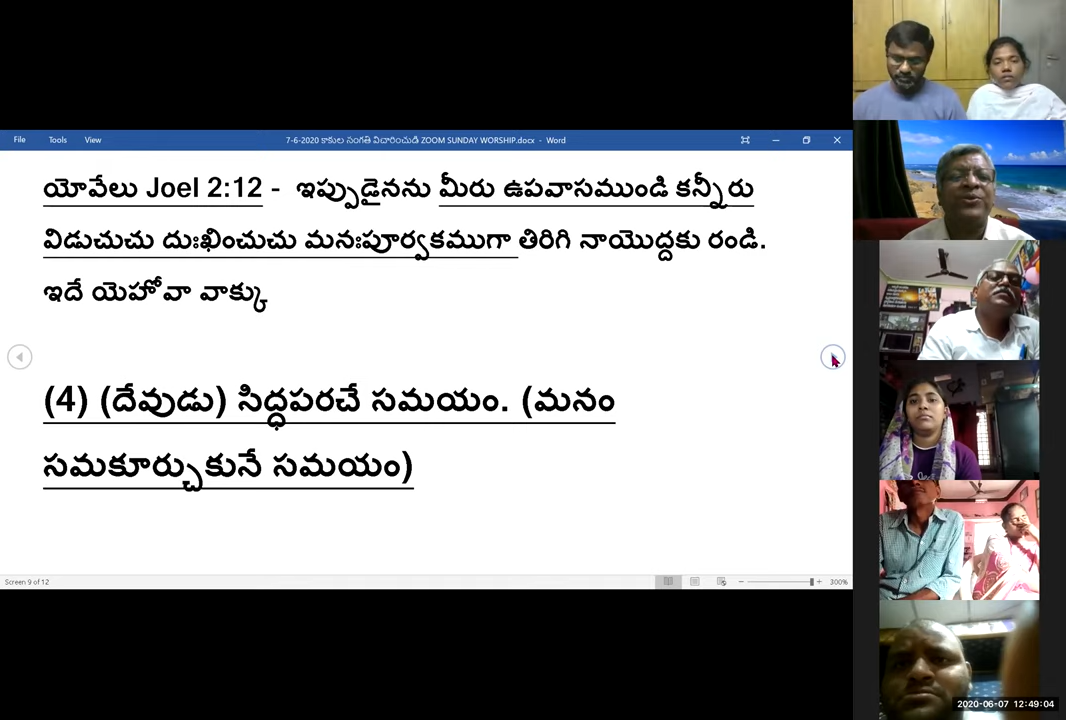 File Tools View 7-6-2020 కాకుల సంగతి విచారించుడి ZOOM SUNDAY WORSHIP.docx - Word
యోవేలు Joel 2:12 - ఇప్పుడైనను మీరు ఉపవాసముండి కన్నీరు
విడుచుచు దుఃఖించుచు మనఃపూర్వకముగా తిరిగి నాయొద్దకు రండి.
ఇదే యెహోవా వాక్కు
(4) (దేవుడు) సిద్ధపరచే సమయం. (మనం
సమకూర్చుకునే సమయం)
Screen 9 of 12 300%
2020-06-07 12:49:04